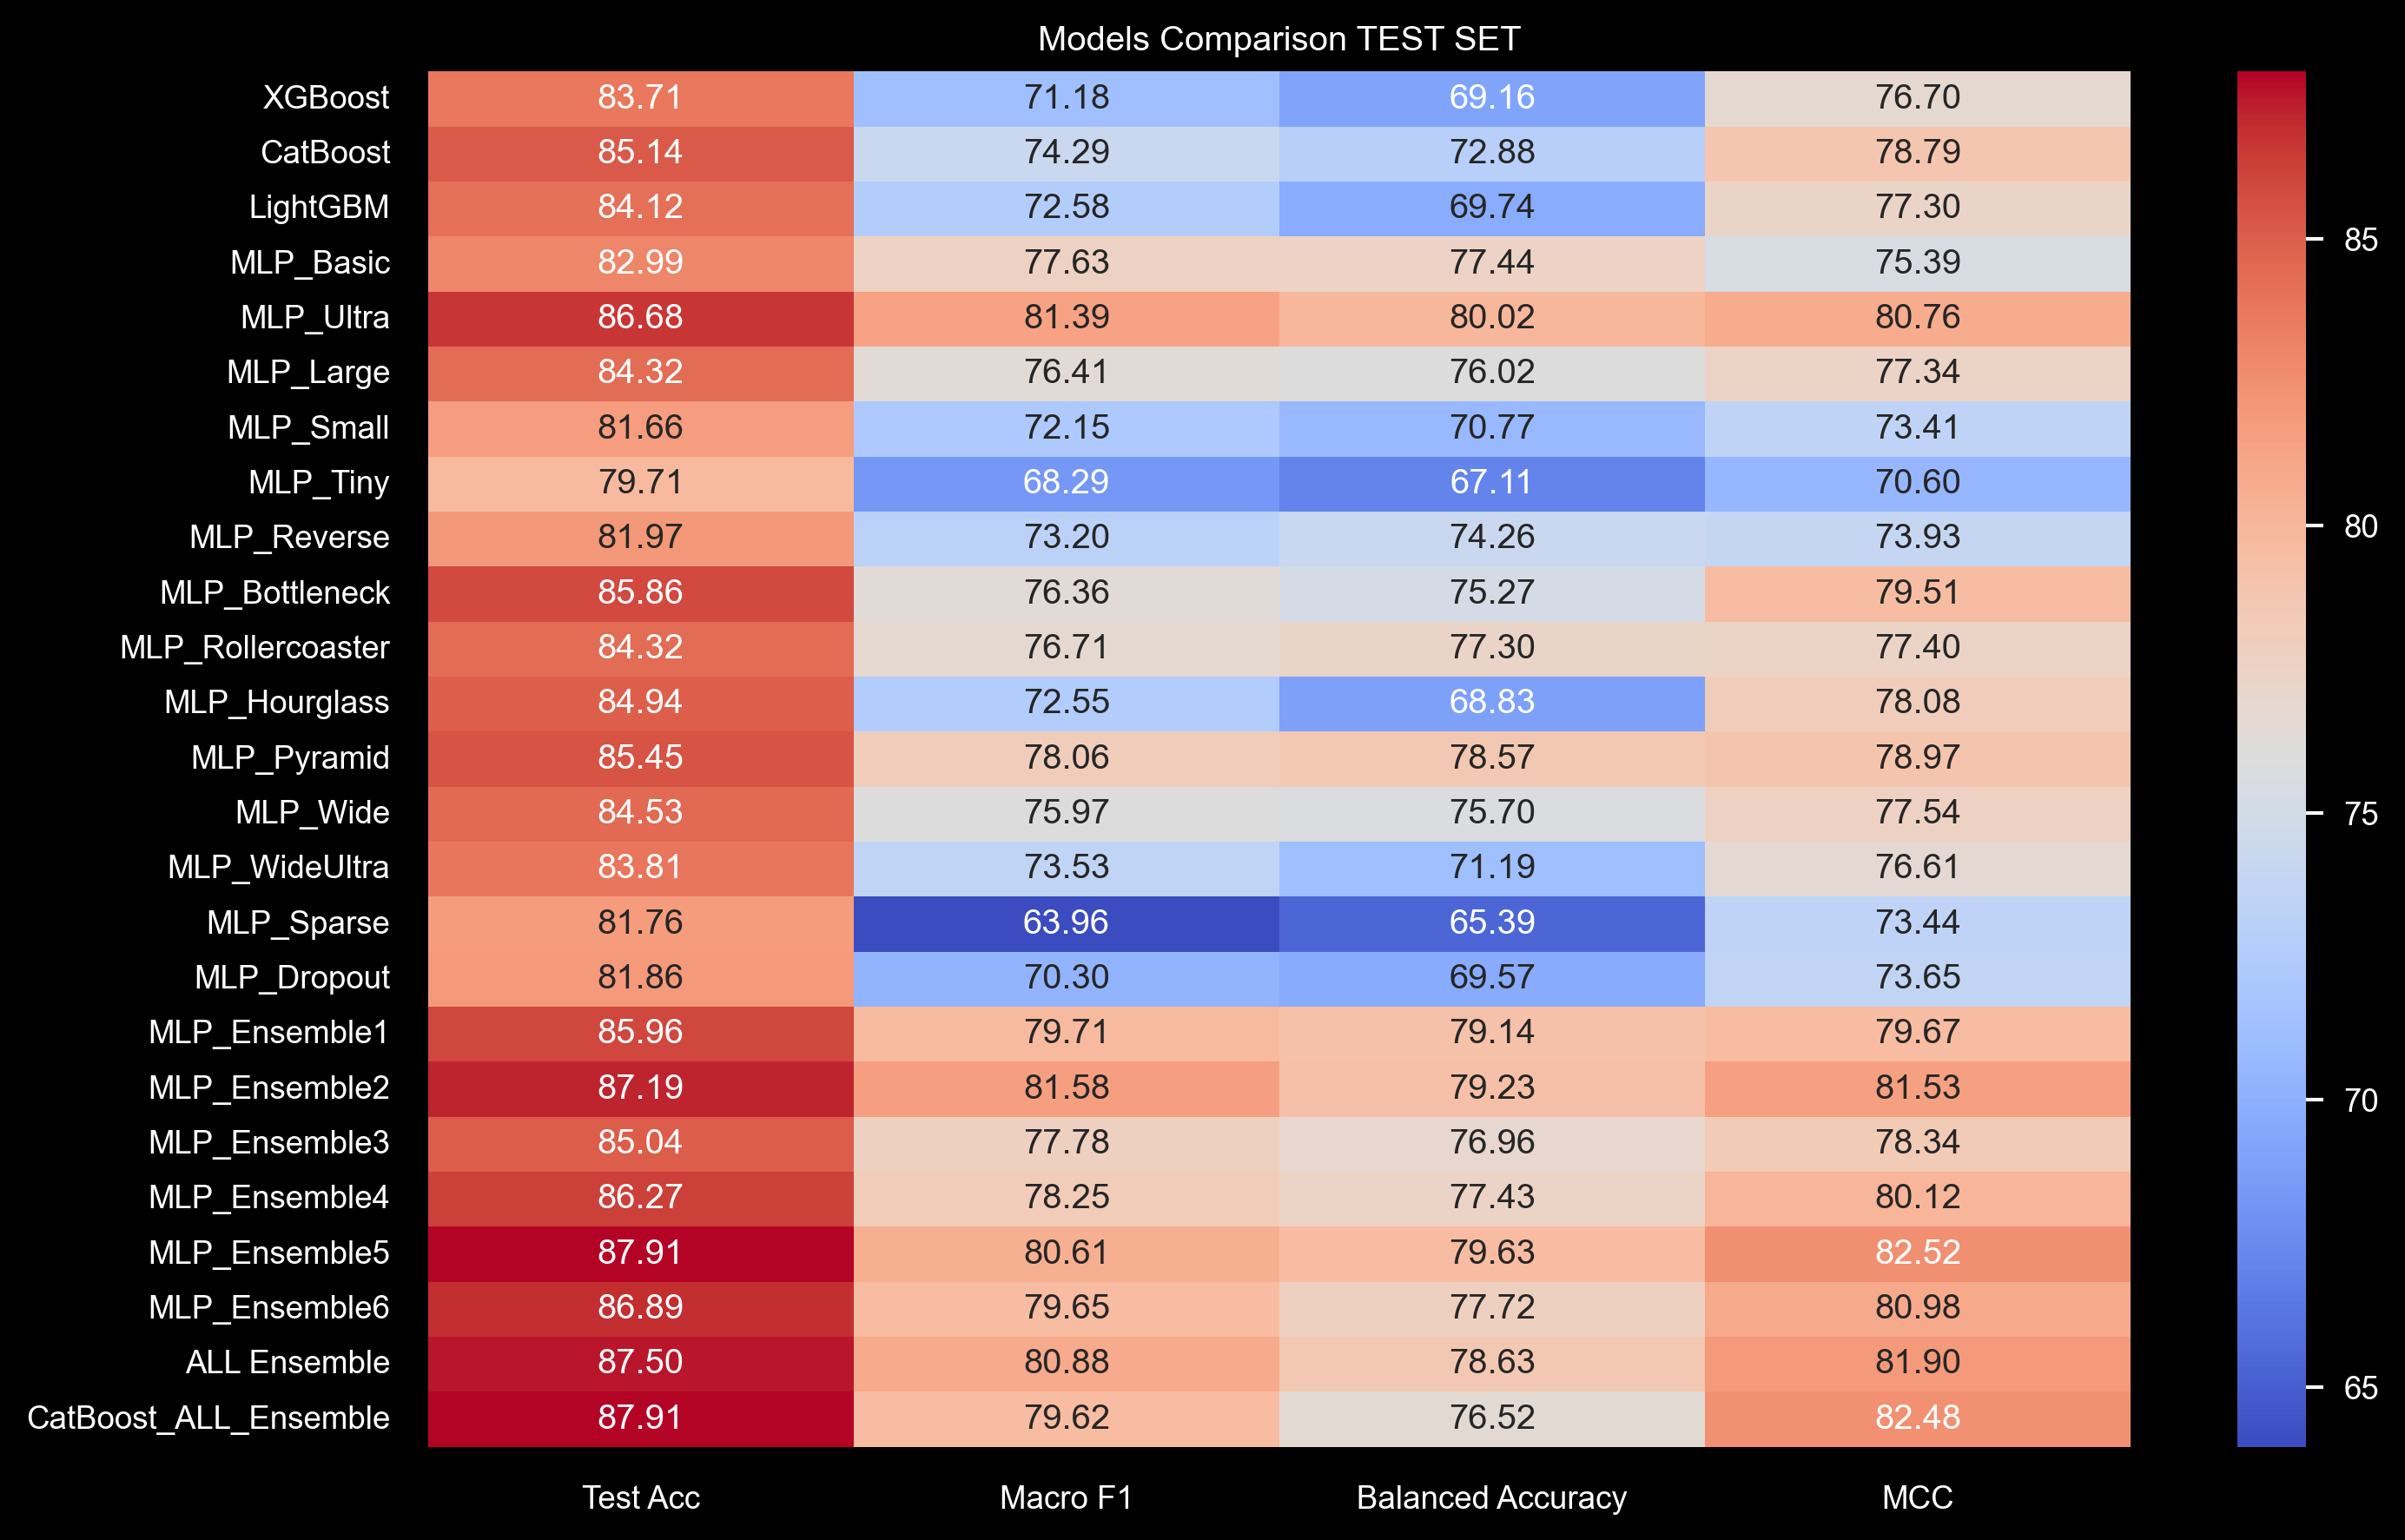 Models Comparison TEST SET
XGBoost 83.71 71.18 69.16 76.70
CatBoost 85.14 74.29 72.88 78.79
LightGBM 84.12 72.58 69.74 77.30
MLP_Basic 82.99 77.63 77.44 75.39
MLP_Ultra 86.68 81.39 80.02 80.76
MLP_Large 84.32 76.41 76.02 77.34
MLP_Small 81.66 72.15 70.77 73.41
MLP_Tiny 79.71 68.29 67.11 70.60
MLP_Reverse 81.97 73.20 74.26 73.93
MLP_Bottleneck 85.86 76.36 75.27 79.51
MLP_Rollercoaster 84.32 76.71 77.30 77.40
MLP_Hourglass 84.94 72.55 68.83 78.08
MLP_Pyramid 85.45 78.06 78.57 78.97
MLP_Wide 84.53 75.97 75.70 77.54
MLP_WideUltra 83.81 73.53 71.19 76.61
MLP_Sparse 81.76 63.96 65.39 73.44
MLP_Dropout 81.86 70.30 69.57 73.65
MLP_Ensemble1 85.96 79.71 79.14 79.67
MLP_Ensemble2 87.19 81.58 79.23 81.53
MLP_Ensemble3 85.04 77.78 76.96 78.34
MLP_Ensemble4 86.27 78.25 77.43 80.12
MLP_Ensemble5 87.91 80.61 79.63 82.52
MLP_Ensemble6 86.89 79.65 77.72 80.98
ALL Ensemble 87.50 80.88 78.63 81.90
CatBoost_ALL_Ensemble 87.91 79.62 76.52 82.48
Test Acc Macro F1 Balanced Accuracy MCC
85
80
75
70
65